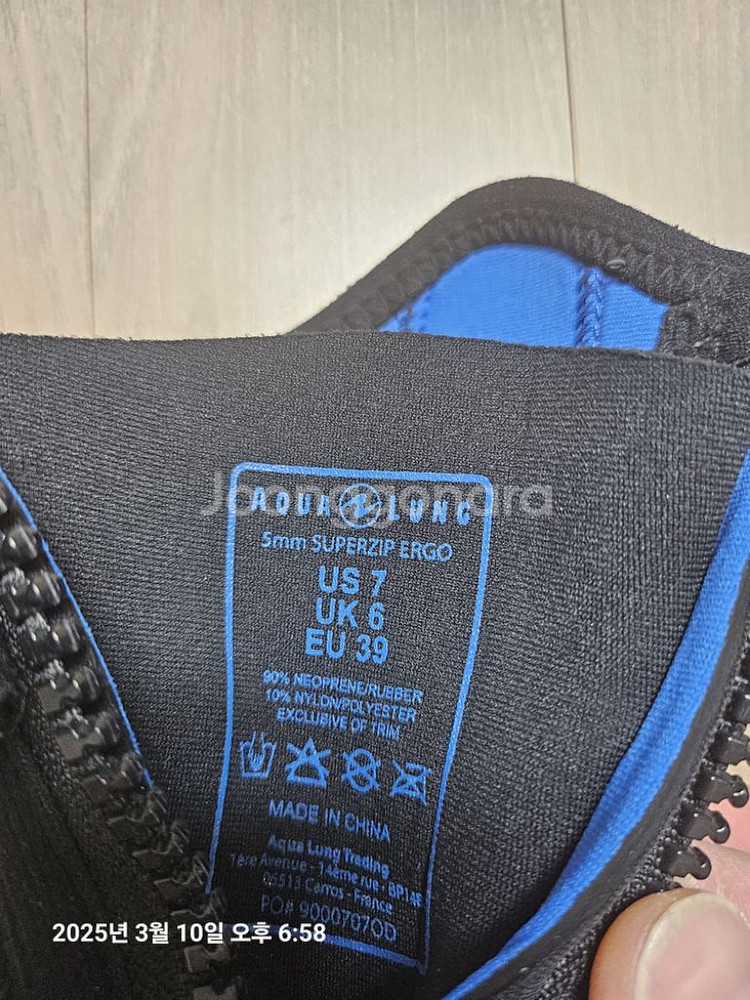 Joonggonara
AQUA LUNG
5mm SUPERZIP ERGO
US 7
UK 6
EU 39
90% NEOPRENE/RUBBER
10% NYLON/POLYESTER
EXCLUSIVE OF TRIM
MADE IN CHINA
Aqua Lung Trading
1ère Avenue - 14ème rue - BP148
06513 Carros - France
PO# 9000707OD
2025년 3월 10일 오후 6:58